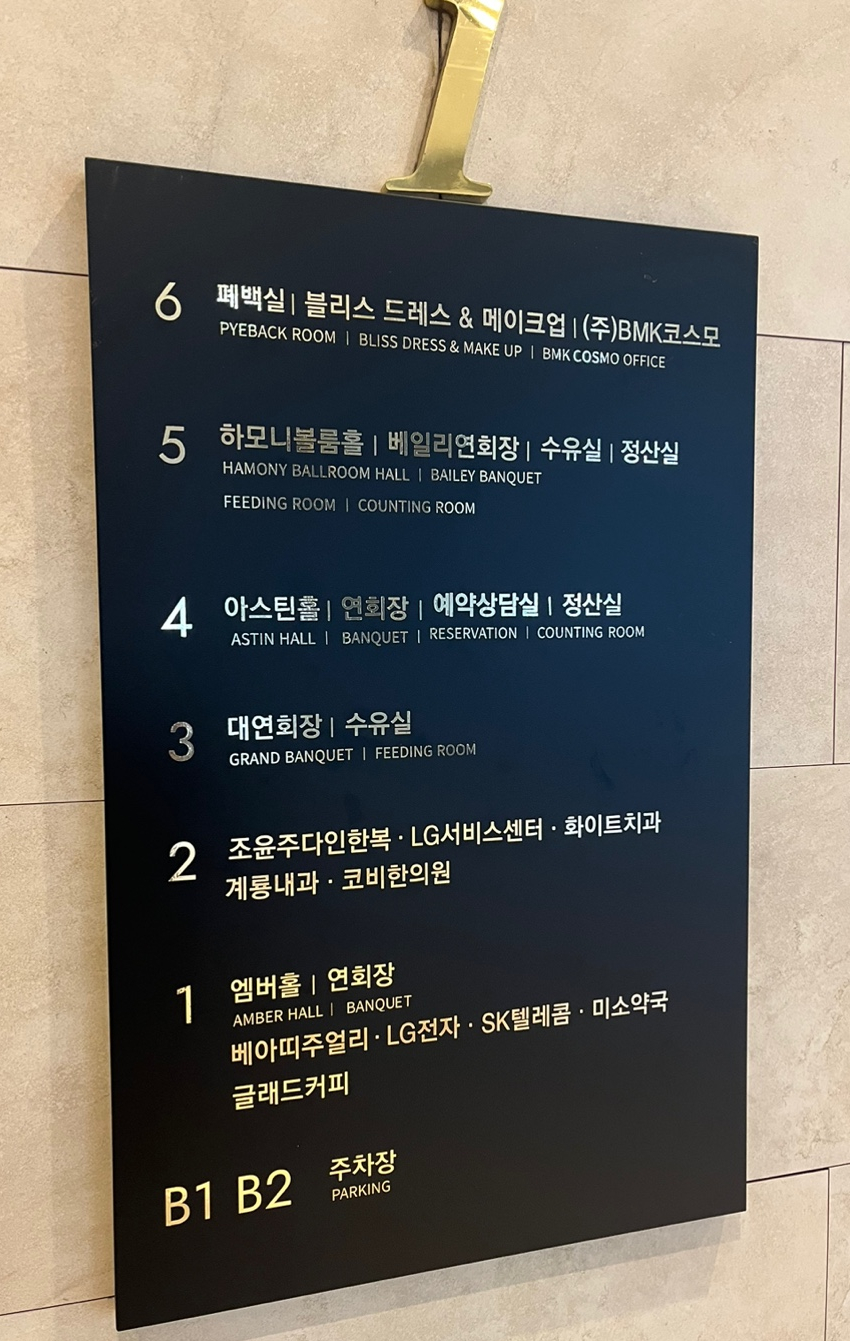 1
6 폐백실 | 블리스 드레스 & 메이크업 | (주)BMK코스모
PYEBACK ROOM | BLISS DRESS & MAKE UP | BMK COSMO OFFICE
5 하모니볼룸홀 | 베일리연회장 | 수유실 | 정산실
HAMONY BALLROOM HALL | BAILEY BANQUET
FEEDING ROOM | COUNTING ROOM
4 아스틴홀 | 연회장 | 예약상담실 | 정산실
ASTIN HALL | BANQUET | RESERVATION | COUNTING ROOM
3 대연회장 | 수유실
GRAND BANQUET | FEEDING ROOM
2 조윤주다인한복 · LG서비스센터 · 화이트치과
계룡내과 · 코비한의원
1 엠버홀 | 연회장
AMBER HALL | BANQUET
베아띠주얼리 · LG전자 · SK텔레콤 · 미소약국
글래드커피
B1 B2 주차장
PARKING